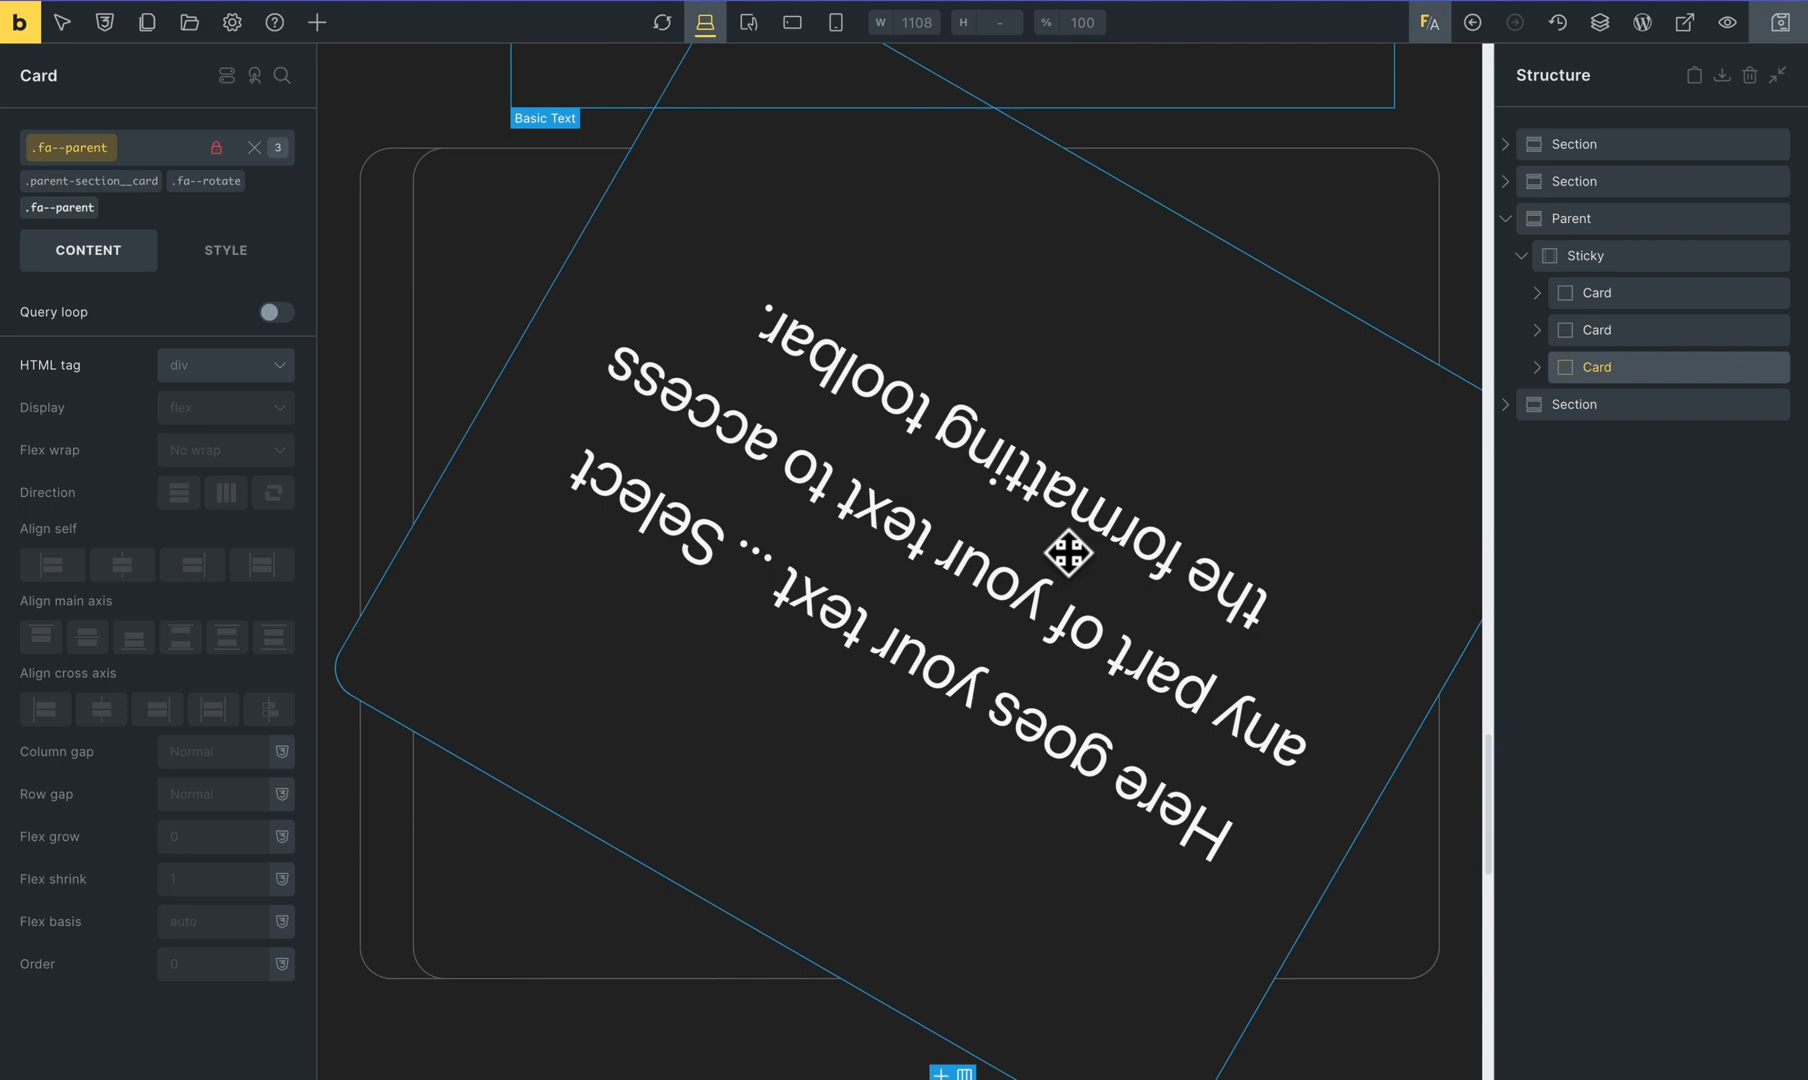 b
W 1108
H -
% 100
FA
Card
.fa--parent
3
.parent-section__card .fa--rotate
.fa--parent
CONTENT
STYLE
Query loop
HTML tag
div
Display
flex
Flex wrap
No wrap
Direction
Align self
Align main axis
Align cross axis
Column gap
Normal
Row gap
Normal
Flex grow
0
Flex shrink
1
Flex basis
auto
Order
0
Basic Text
Here goes your text ... Select
any part of your text to access
the formatting toolbar.
Structure
Section
Section
Parent
Sticky
Card
Card
Card
Section